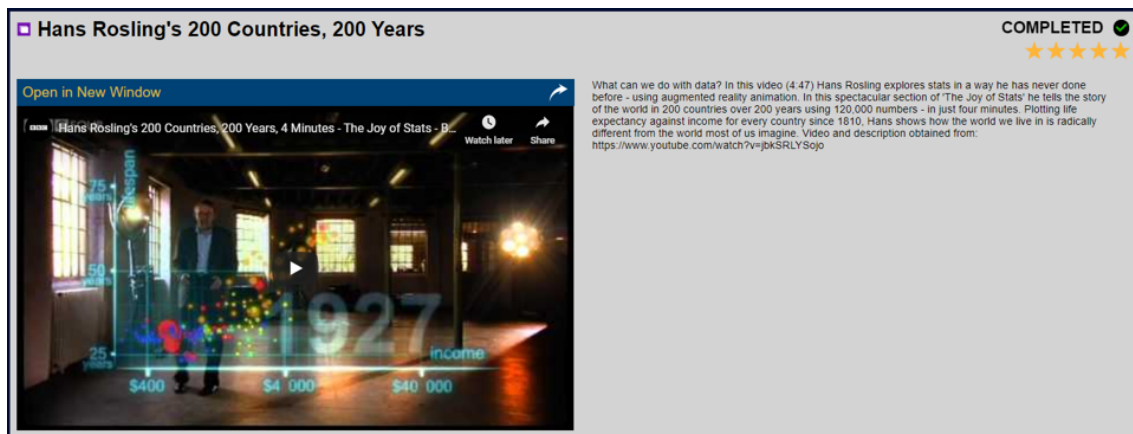 Hans Rosling's 200 Countries, 200 Years
COMPLETED
Open in New Window
BBC
Hans Rosling's 200 Countries, 200 Years, 4 Minutes - The Joy of Stats - B...
Watch later
Share
lifespan
75
years
50
years
25
years
1927
income
$400
$4 000
$40 000
What can we do with data? In this video (4:47) Hans Rosling explores stats in a way he has never done
before - using augmented reality animation. In this spectacular section of 'The Joy of Stats' he tells the story
of the world in 200 countries over 200 years using 120,000 numbers - in just four minutes. Plotting life
expectancy against income for every country since 1810, Hans shows how the world we live in is radically
different from the world most of us imagine. Video and description obtained from:
https://www.youtube.com/watch?v=jbkSRLYSojo